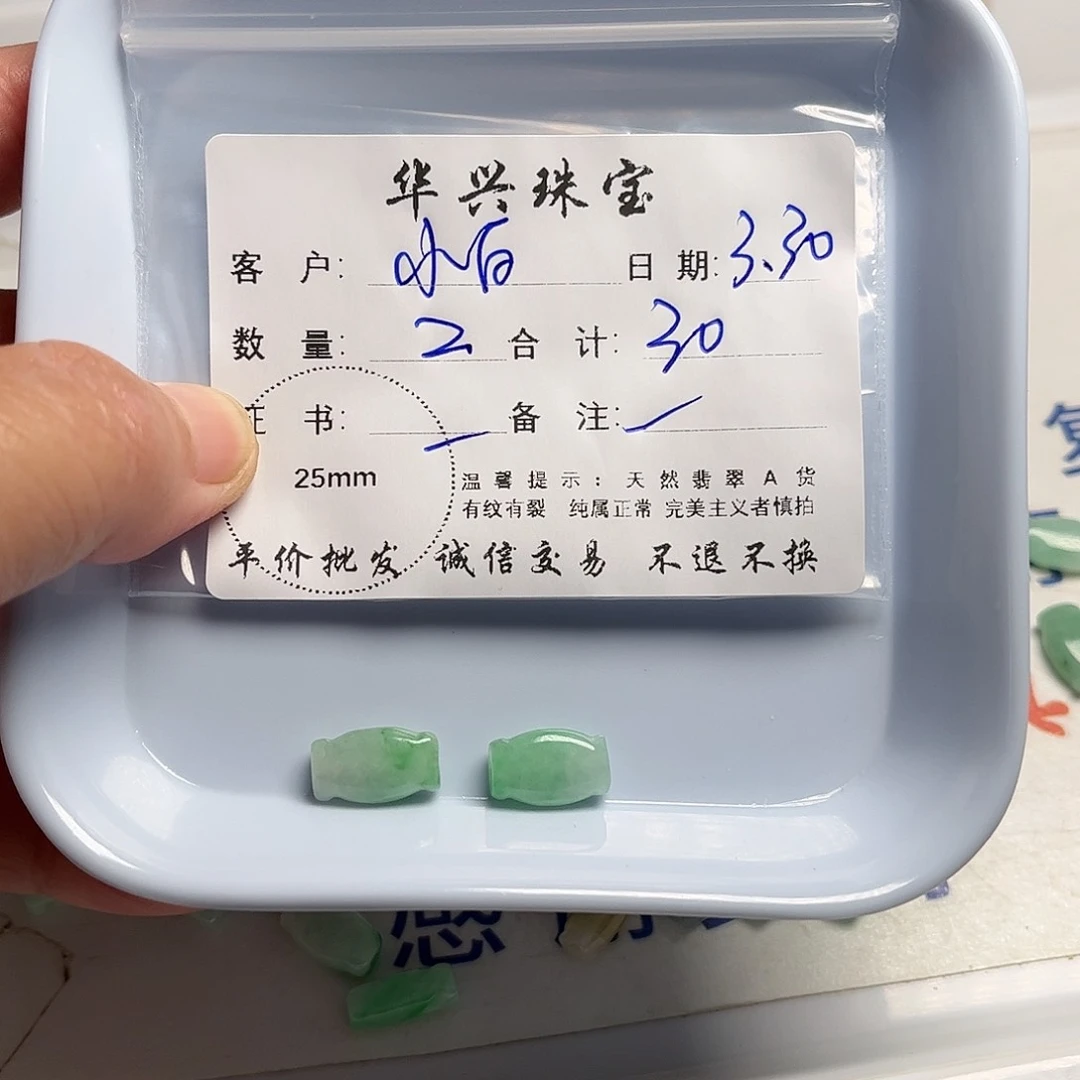 华兴珠宝
客 户: 小白 日 期: 3.30
数 量: 2 合 计: 30
证 书: 备 注:
25mm
温馨提示：天然翡翠A货
有纹有裂 纯属正常 完美主义者慎拍
平价批发 诚信交易 不退不换
感